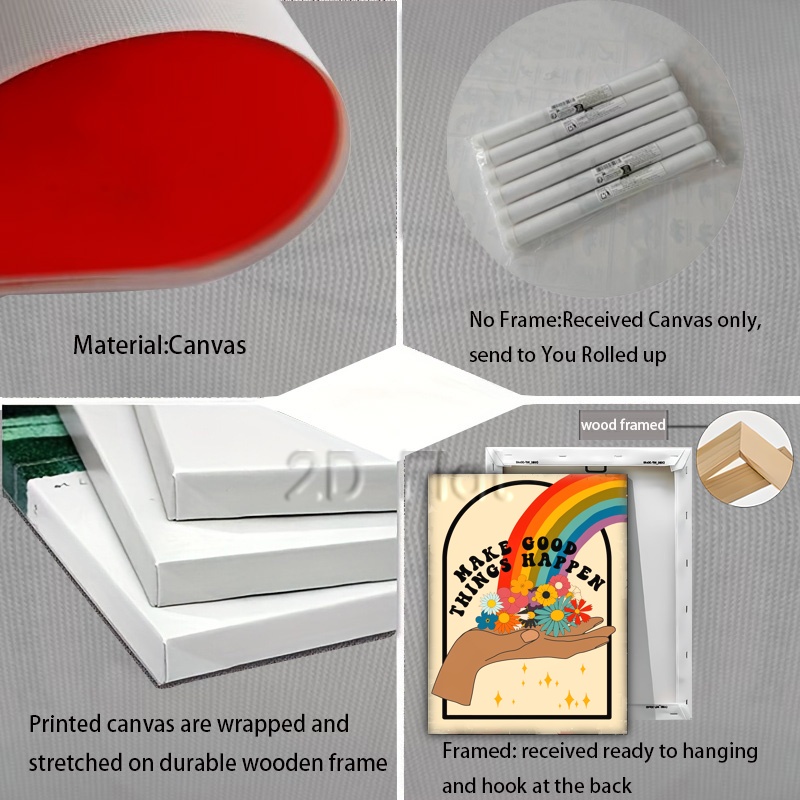 Material:Canvas
No Frame:Received Canvas only,
send to You Rolled up
2D Flat
Printed canvas are wrapped and
stretched on durable wooden frame
wood framed
MAKE GOOD
THINGS HAPPEN
Framed: received ready to hanging
and hook at the back